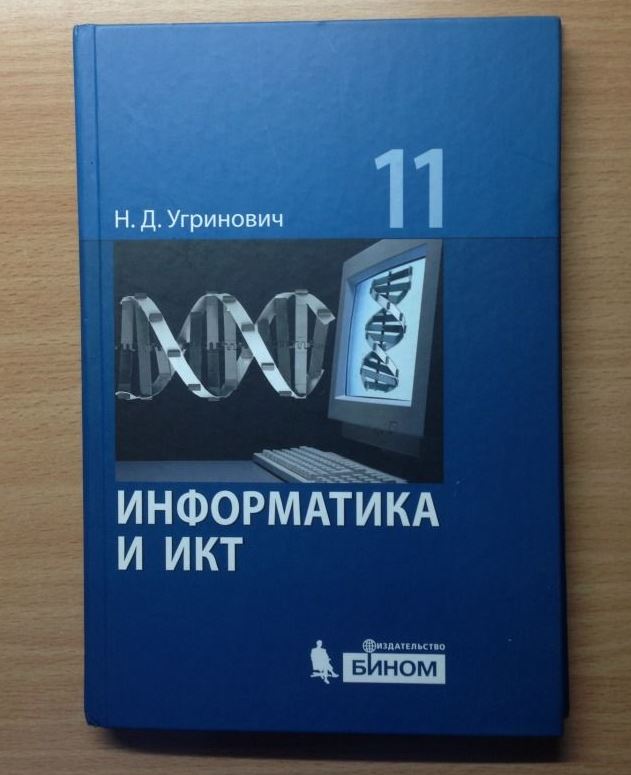 11
Н. Д. Угринович
ИНФОРМАТИКА
И ИКТ
ИЗДАТЕЛЬСТВО
БИНОМ